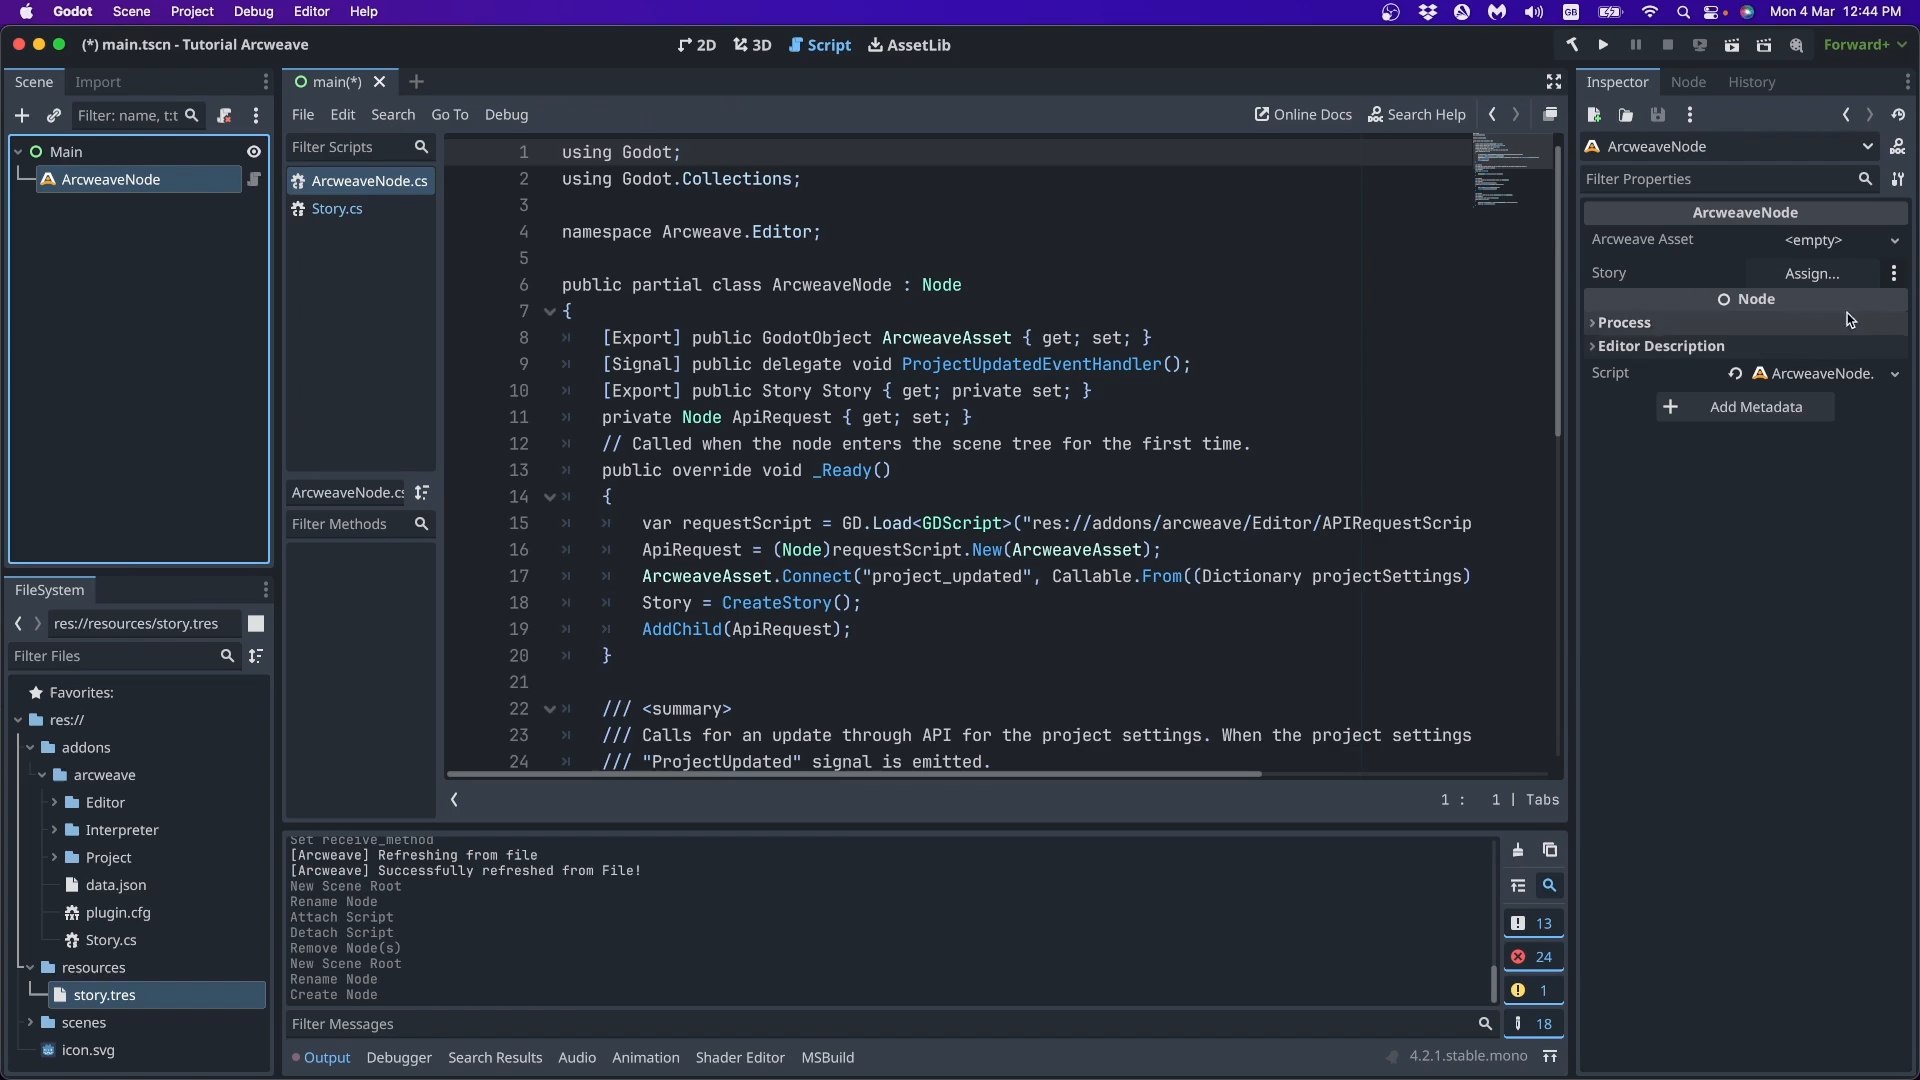 Godot Scene Project Debug Editor Help
GB Mon 4 Mar 12:44 PM
(*) main.tscn - Tutorial Arcweave
2D 3D Script AssetLib
Forward+
Scene Import
main(*)
Inspector Node History
Filter: name, t:t
File Edit Search Go To Debug
Online Docs Search Help
Main
ArcweaveNode
Filter Scripts
ArcweaveNode.cs
Story.cs
ArcweaveNode.cs
Filter Methods
1 using Godot;
2 using Godot.Collections;
3
4 namespace Arcweave.Editor;
5
6 public partial class ArcweaveNode : Node
7 {
8 [Export] public GodotObject ArcweaveAsset { get; set; }
9 [Signal] public delegate void ProjectUpdatedEventHandler();
10 [Export] public Story Story { get; private set; }
11 private Node ApiRequest { get; set; }
12 // Called when the node enters the scene tree for the first time.
13 public override void _Ready()
14 {
15 var requestScript = GD.Load<GDScript>("res://addons/arcweave/Editor/APIRequestScrip
16 ApiRequest = (Node)requestScript.New(ArcweaveAsset);
17 ArcweaveAsset.Connect("project_updated", Callable.From((Dictionary projectSettings)
18 Story = CreateStory();
19 AddChild(ApiRequest);
20 }
21
22 /// <summary>
23 /// Calls for an update through API for the project settings. When the project settings
24 /// "ProjectUpdated" signal is emitted.
1 : 1 | Tabs
ArcweaveNode
Filter Properties
ArcweaveNode
Arcweave Asset <empty>
Story Assign...
Node
Process
Editor Description
Script ArcweaveNode.
Add Metadata
FileSystem
res://resources/story.tres
Filter Files
Favorites:
res://
addons
arcweave
Editor
Interpreter
Project
data.json
plugin.cfg
Story.cs
resources
story.tres
scenes
icon.svg
Set receive_method
[Arcweave] Refreshing from file
[Arcweave] Successfully refreshed from File!
New Scene Root
Rename Node
Attach Script
Detach Script
Remove Node(s)
New Scene Root
Rename Node
Create Node
13
24
1
18
Filter Messages
Output Debugger Search Results Audio Animation Shader Editor MSBuild
4.2.1.stable.mono